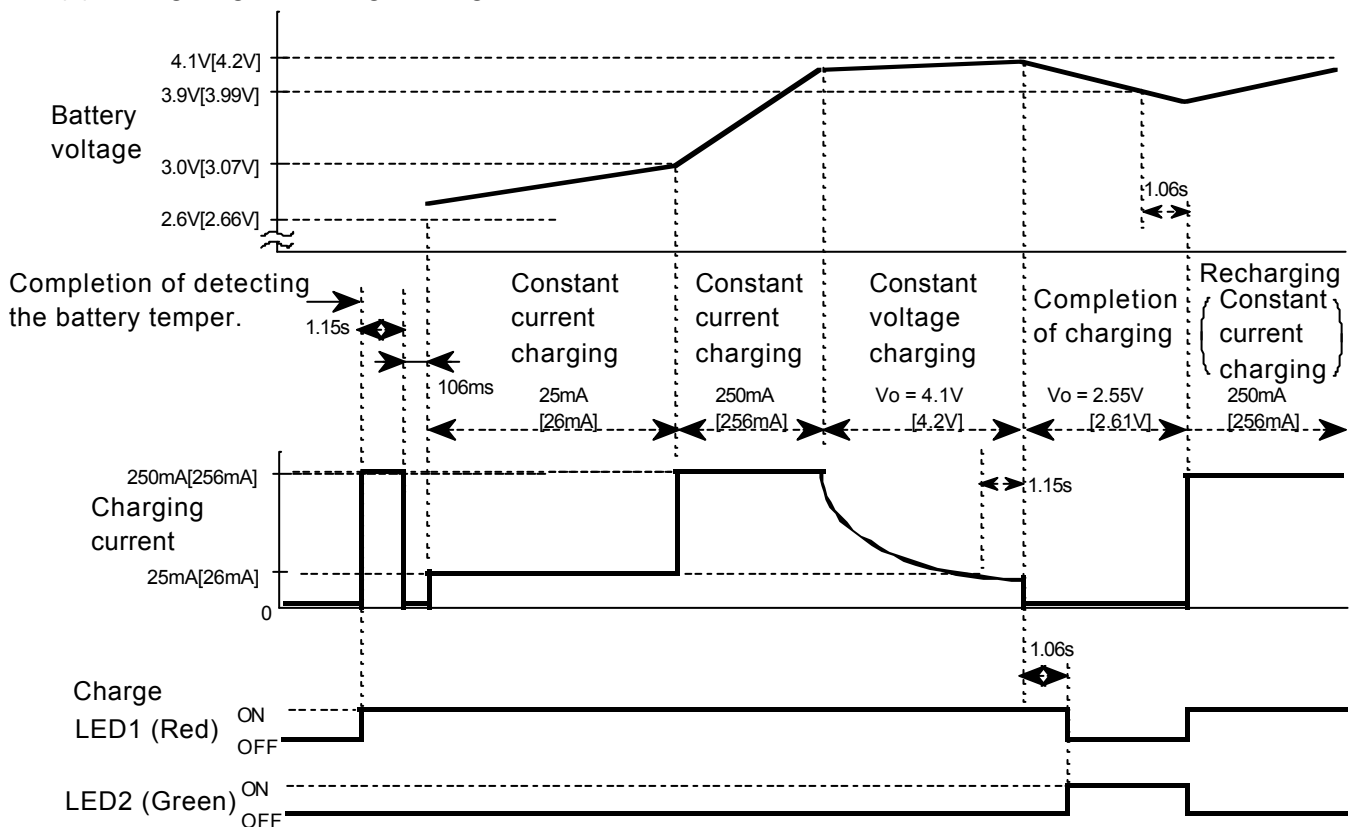 4.1V[4.2V]
3.9V[3.99V]
Battery
voltage
3.0V[3.07V]
1.06s
2.6V[2.66V]
Completion of detecting
the battery temper.
1.15s
106ms
Constant
current
charging
25mA
[26mA]
Constant
current
charging
250mA
[256mA]
Constant
voltage
charging
Vo = 4.1V
[4.2V]
Completion
of charging
Vo = 2.55V
[2.61V]
Recharging
Constant
current
charging
250mA
[256mA]
250mA[256mA]
Charging
current
1.15s
25mA[26mA]
0
1.06s
Charge
LED1 (Red)
ON
OFF
LED2 (Green)
ON
OFF